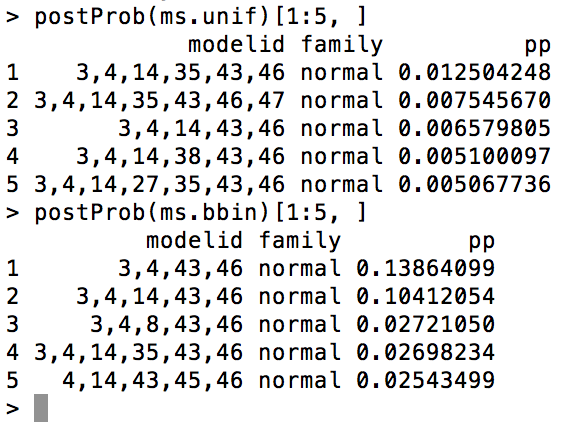 > postProb(ms.unif)[1:5, ]
              modelid family          pp
1    3,4,14,35,43,46 normal 0.012504248
2 3,4,14,35,43,46,47 normal 0.007545670
3       3,4,14,43,46 normal 0.006579805
4    3,4,14,38,43,46 normal 0.005100097
5 3,4,14,27,35,43,46 normal 0.005067736
> postProb(ms.bbin)[1:5, ]
          modelid family         pp
1       3,4,43,46 normal 0.13864099
2    3,4,14,43,46 normal 0.10412054
3     3,4,8,43,46 normal 0.02721050
4 3,4,14,35,43,46 normal 0.02698234
5   4,14,43,45,46 normal 0.02543499
>